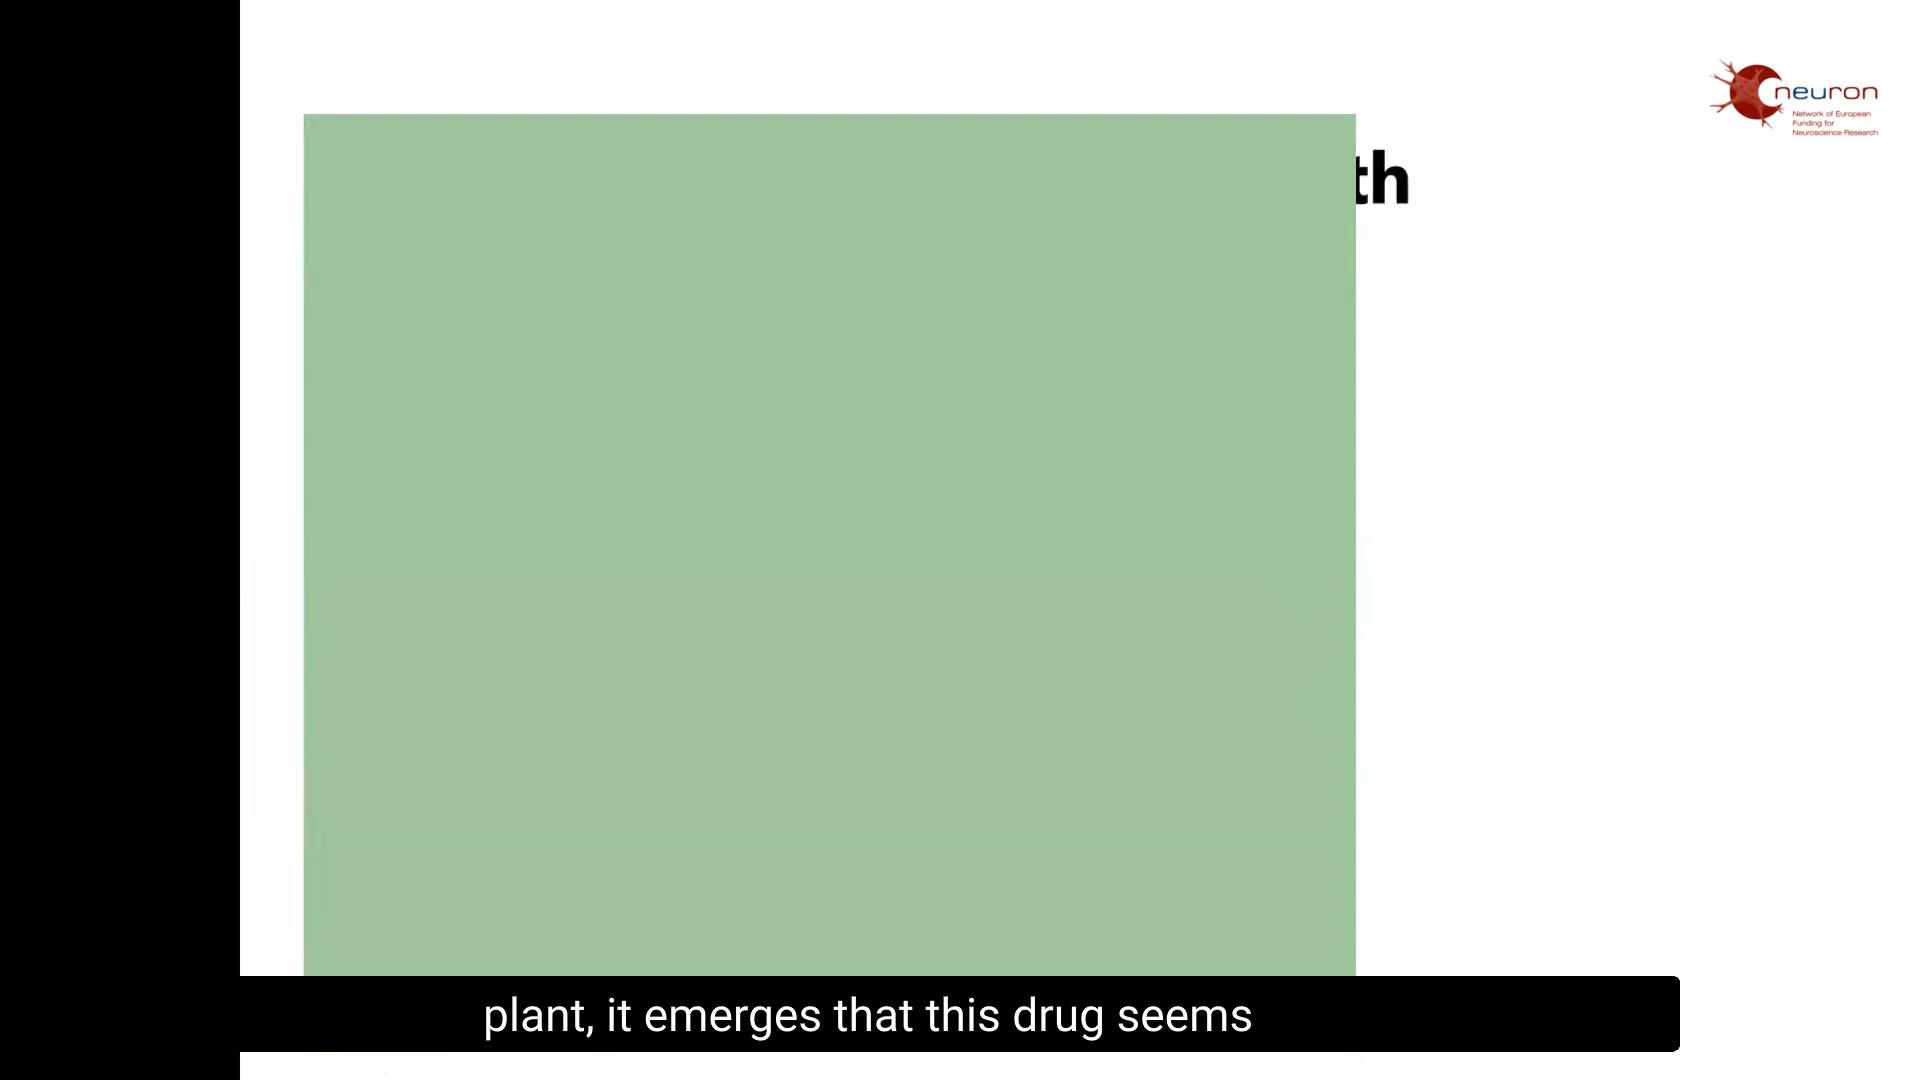 neuron
Network of European
Funding for
Neuroscience Research
th
plant, it emerges that this drug seems